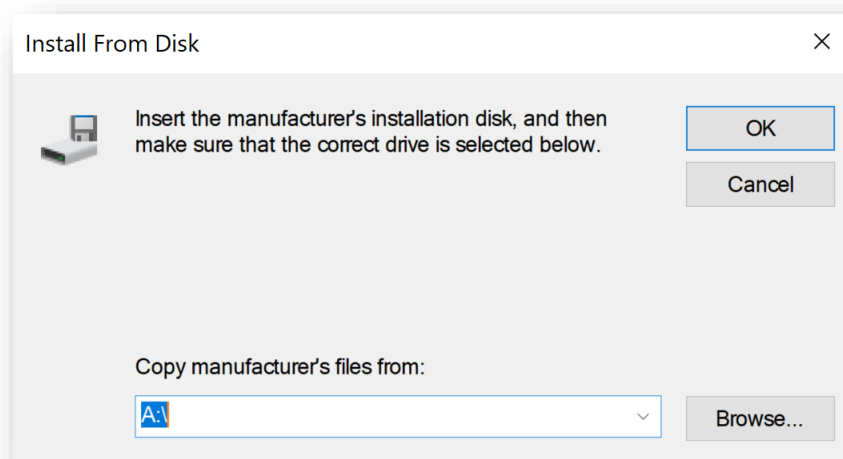 Install From Disk
Insert the manufacturer's installation disk, and then
make sure that the correct drive is selected below.
OK
Cancel
Copy manufacturer's files from:
A:\
Browse...